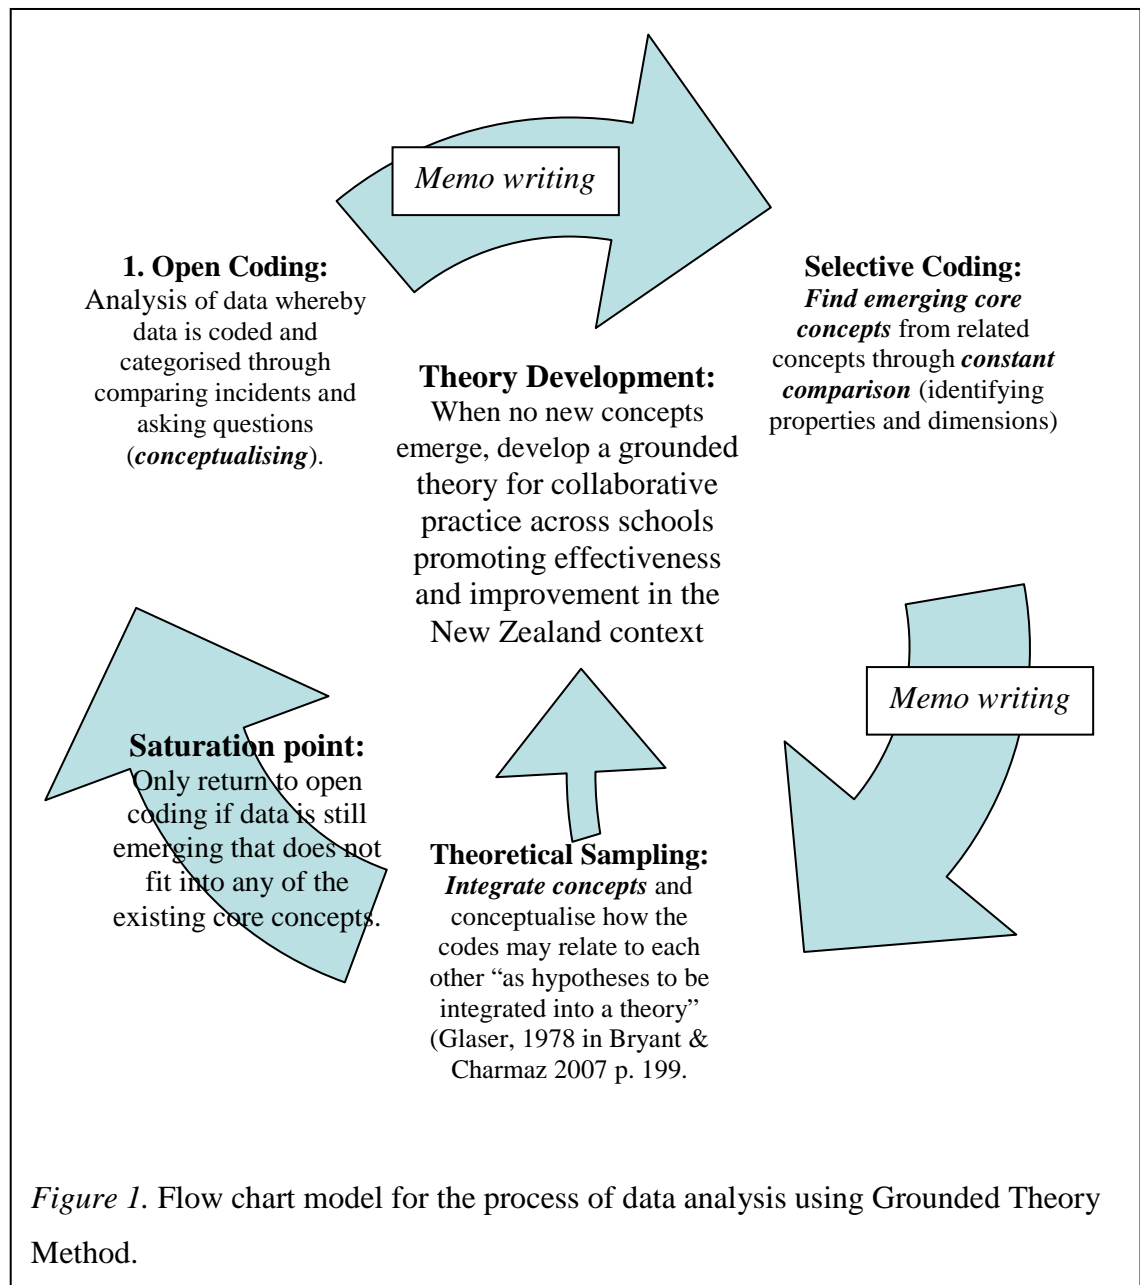 Memo writing
1. Open Coding:
Analysis of data whereby
data is coded and
categorised through
comparing incidents and
asking questions
(conceptualising).
Selective Coding:
Find emerging core
concepts from related
concepts through constant
comparison (identifying
properties and dimensions)
Theory Development:
When no new concepts
emerge, develop a grounded
theory for collaborative
practice across schools
promoting effectiveness
and improvement in the
New Zealand context
Memo writing
Saturation point:
Only return to open
coding if data is still
emerging that does not
fit into any of the
existing core concepts.
Theoretical Sampling:
Integrate concepts and
conceptualise how the
codes may relate to each
other “as hypotheses to be
integrated into a theory”
(Glaser, 1978 in Bryant &
Charmaz 2007 p. 199.
Figure 1. Flow chart model for the process of data analysis using Grounded Theory
Method.